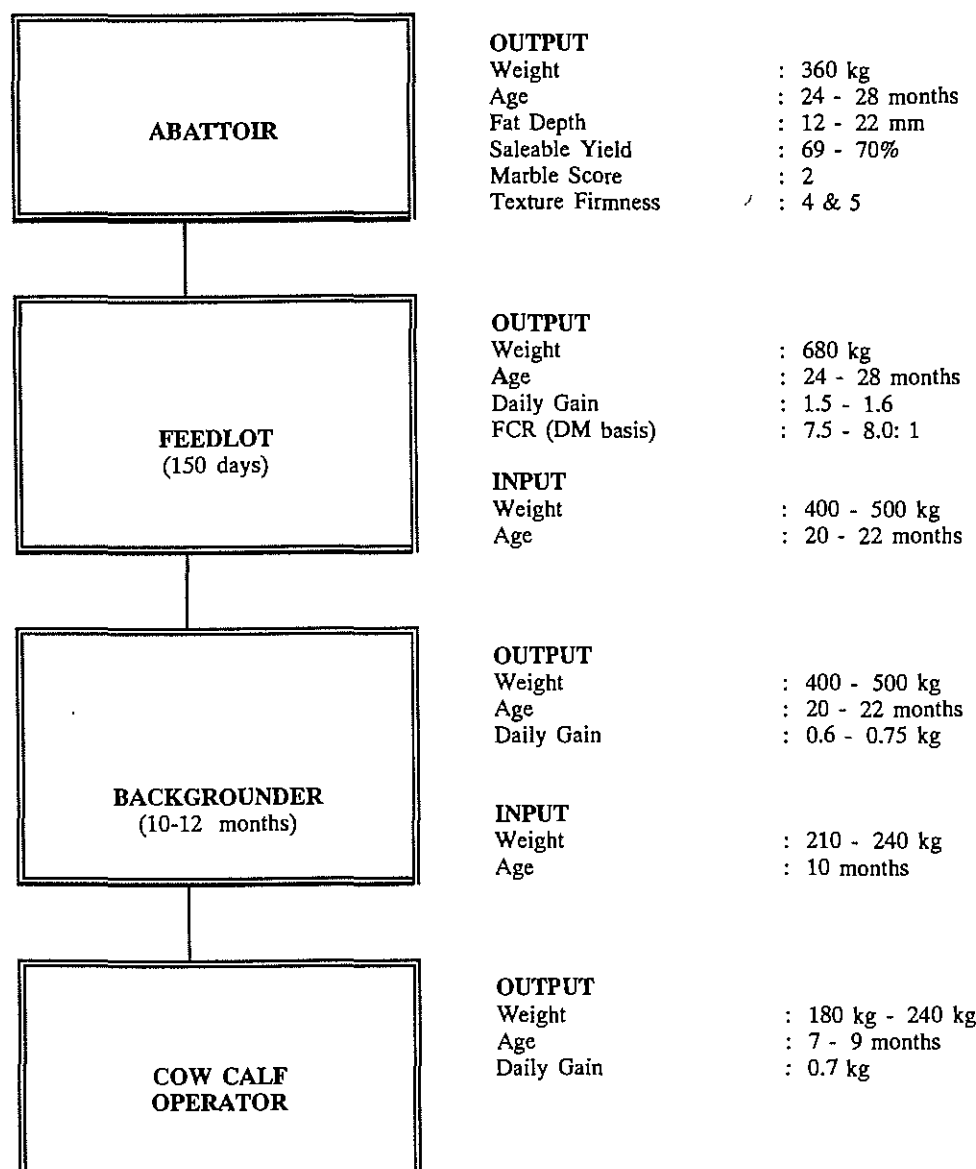 ABATTOIR
OUTPUT
Weight : 360 kg
Age : 24 - 28 months
Fat Depth : 12 - 22 mm
Saleable Yield : 69 - 70%
Marble Score : 2
Texture Firmness : 4 & 5
FEEDLOT
(150 days)
OUTPUT
Weight : 680 kg
Age : 24 - 28 months
Daily Gain : 1.5 - 1.6
FCR (DM basis) : 7.5 - 8.0: 1
INPUT
Weight : 400 - 500 kg
Age : 20 - 22 months
BACKGROUNDER
(10-12 months)
OUTPUT
Weight : 400 - 500 kg
Age : 20 - 22 months
Daily Gain : 0.6 - 0.75 kg
INPUT
Weight : 210 - 240 kg
Age : 10 months
COW CALF
OPERATOR
OUTPUT
Weight : 180 kg - 240 kg
Age : 7 - 9 months
Daily Gain : 0.7 kg